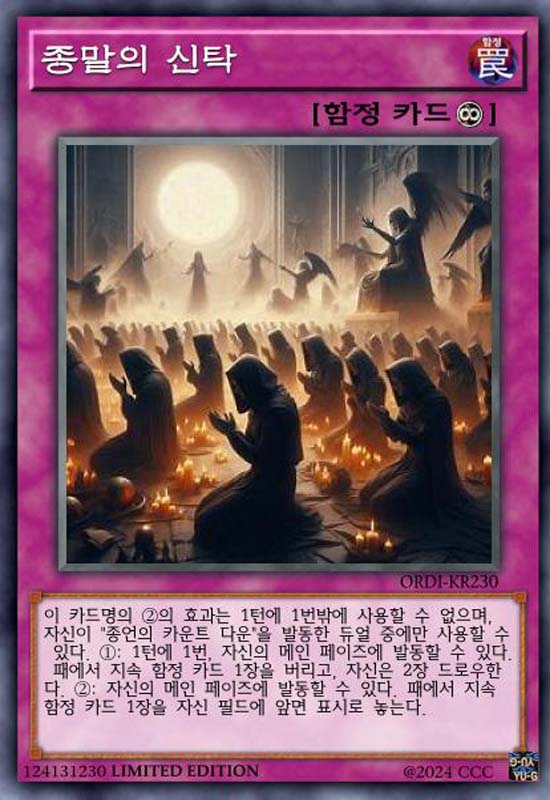 종말의 신탁
함정
罠
[함정 카드♾]
ORDI-KR230
이 카드명의 ②의 효과는 1턴에 1번밖에 사용할 수 없으며,
자신이 "종언의 카운트 다운"을 발동한 듀얼 중에만 사용할 수
있다. ①: 1턴에 1번, 자신의 메인 페이즈에 발동할 수 있다.
패에서 지속 함정 카드 1장을 버리고, 자신은 2장 드로우한
다. ②: 자신의 메인 페이즈에 발동할 수 있다. 패에서 지속
함정 카드 1장을 자신 필드에 앞면 표시로 놓는다.
124131230 LIMITED EDITION
@2024 CCC